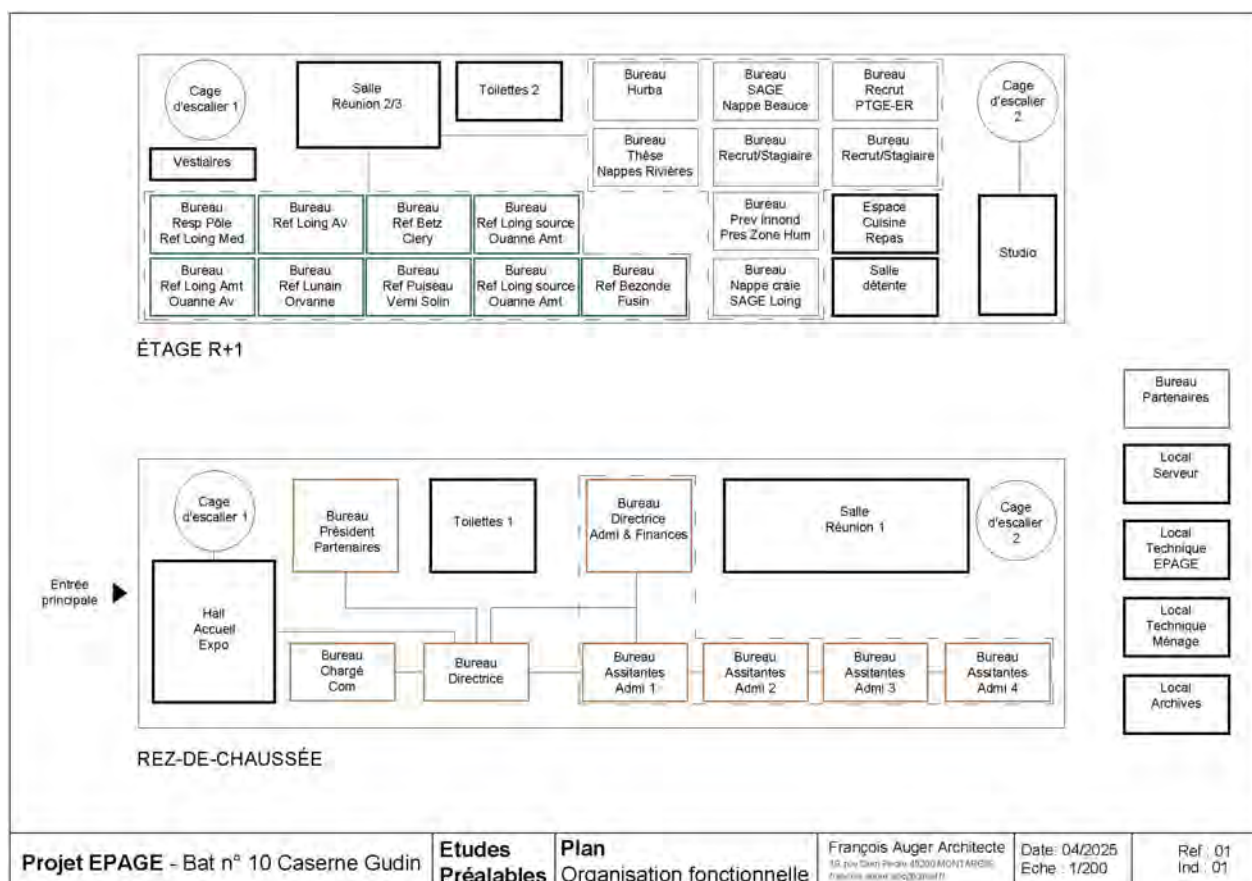 Cage
d'escalier 1
Salle
Réunion 2/3
Toilettes 2
Bureau
Hurba
Bureau
SAGE
Nappe Beauce
Bureau
Recrut
PTGE-ER
Cage
d'escalier
2
Vestiaires
Bureau
Thèse
Nappes Rivières
Bureau
Recrut/Stagiaire
Bureau
Recrut/Stagiaire
Bureau
Resp Pôle
Ref Loing Med
Bureau
Ref Loing Av
Bureau
Ref Betz
Clery
Bureau
Ref Loing source
Ouanne Amt
Bureau
Prev Innond
Pres Zone Hum
Espace
Cuisine
Repas
Studio
Bureau
Ref Loing Amt
Ouanne Av
Bureau
Ref Lunain
Orvanne
Bureau
Ref Puiseau
Verni Solin
Bureau
Ref Loing source
Ouanne Amt
Bureau
Ref Bezonde
Fusin
Bureau
Nappe craie
SAGE Loing
Salle
détente
ÉTAGE R+1
Bureau
Partenaires
Local
Serveur
Local
Technique
EPAGE
Local
Technique
Ménage
Local
Archives
Cage
d'escalier 1
Bureau
Président
Partenaires
Toilettes 1
Bureau
Directrice
Admi & Finances
Salle
Réunion 1
Cage
d'escalier
2
Entrée
principale
Hall
Accueil
Expo
Bureau
Chargé
Com
Bureau
Directrice
Bureau
Assitantes
Admi 1
Bureau
Assitantes
Admi 2
Bureau
Assitantes
Admi 3
Bureau
Assitantes
Admi 4
REZ-DE-CHAUSSÉE
Projet EPAGE - Bat n° 10 Caserne Gudin
Etudes
Préalables
Plan
Organisation fonctionnelle
François Auger Architecte
45200 MONTARGIS
Date: 04/2025
Eche : 1/200
Ref : 01
Ind : 01